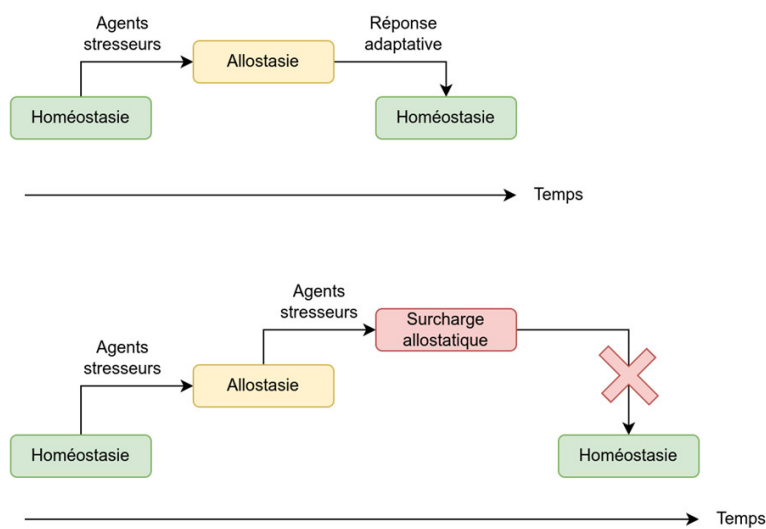 Agents
stresseurs
Allostasie
Réponse
adaptative
Homéostasie
Homéostasie
Temps
Agents
stresseurs
Surcharge
allostatique
Agents
stresseurs
Allostasie
Homéostasie
Homéostasie
Temps